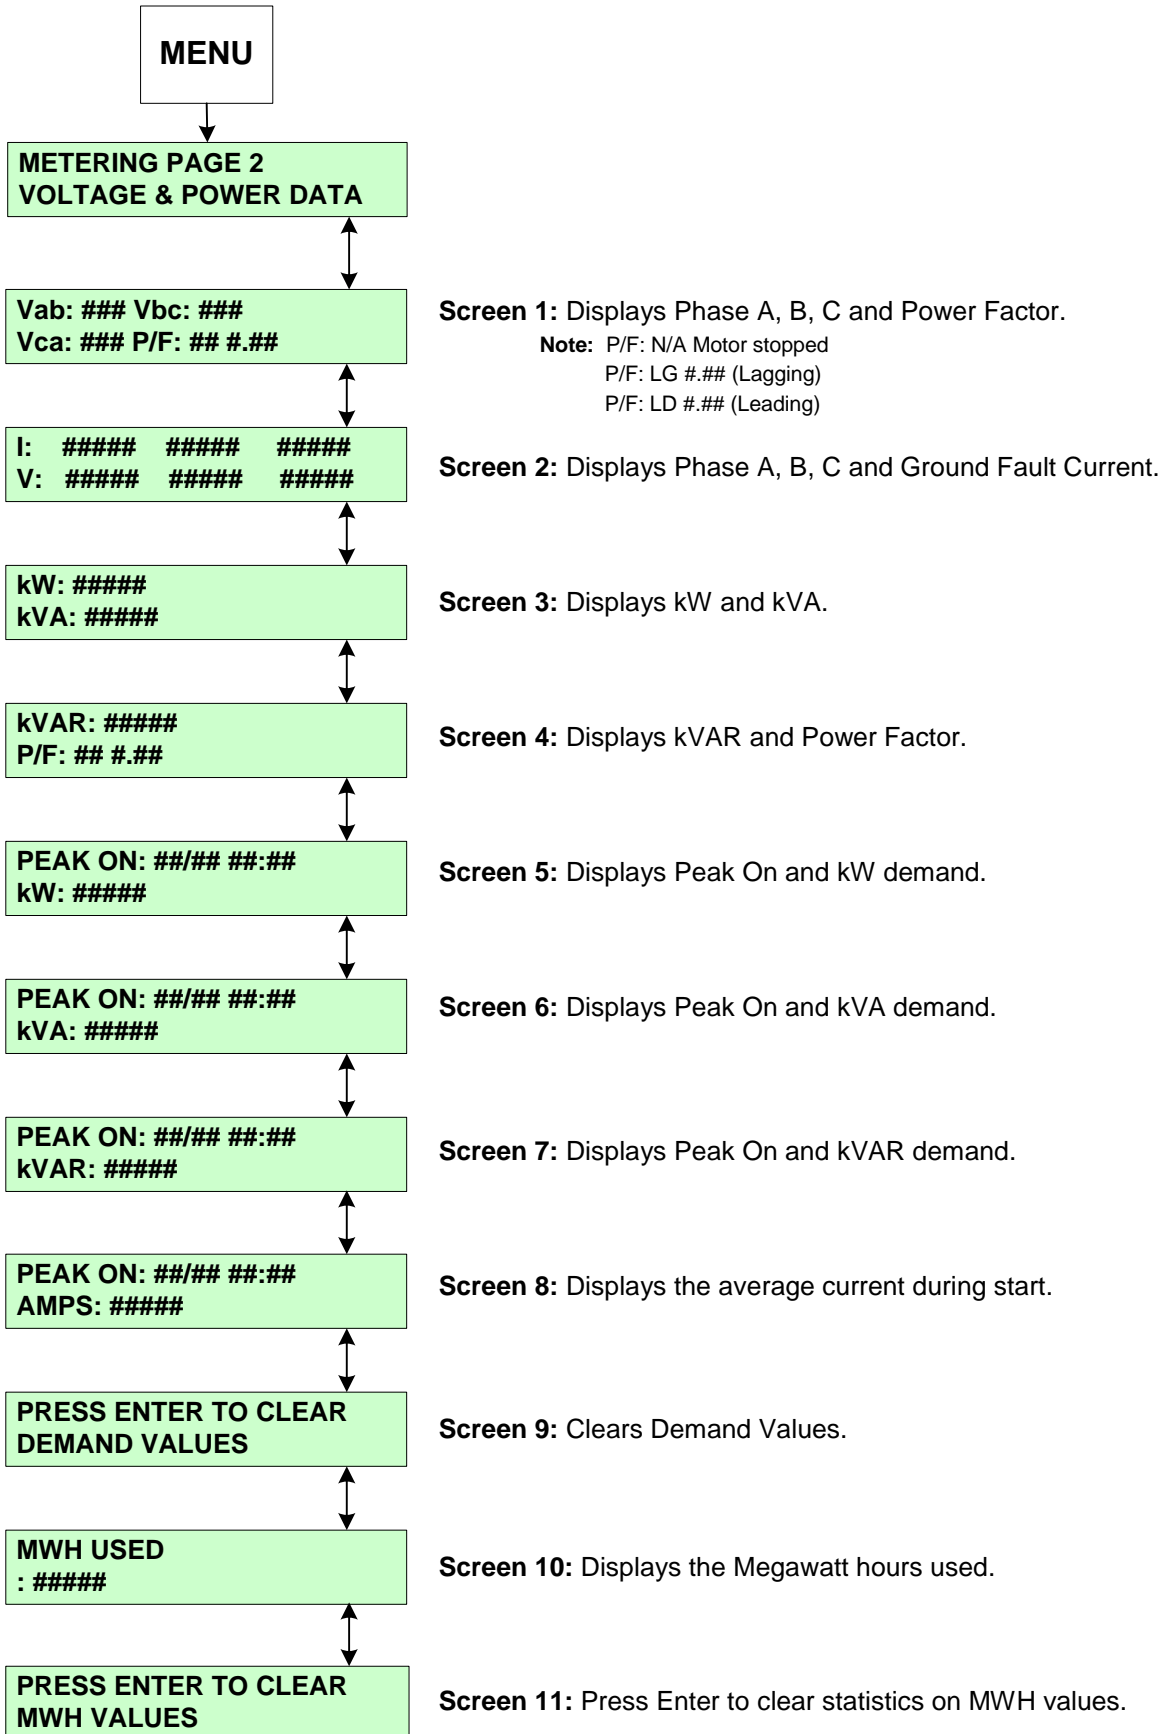 MENU
METERING PAGE 2
VOLTAGE & POWER DATA
Vab: ### Vbc: ###
Vca: ### P/F: ## #.##
Screen 1: Displays Phase A, B, C and Power Factor.
Note: P/F: N/A Motor stopped
P/F: LG #.## (Lagging)
P/F: LD #.## (Leading)
I: ##### ##### #####
V: ##### ##### #####
Screen 2: Displays Phase A, B, C and Ground Fault Current.
kW: #####
kVA: #####
Screen 3: Displays kW and kVA.
kVAR: #####
P/F: ## #.##
Screen 4: Displays kVAR and Power Factor.
PEAK ON: ##/## ##:##
kW: #####
Screen 5: Displays Peak On and kW demand.
PEAK ON: ##/## ##:##
kVA: #####
Screen 6: Displays Peak On and kVA demand.
PEAK ON: ##/## ##:##
kVAR: #####
Screen 7: Displays Peak On and kVAR demand.
PEAK ON: ##/## ##:##
AMPS: #####
Screen 8: Displays the average current during start.
PRESS ENTER TO CLEAR
DEMAND VALUES
Screen 9: Clears Demand Values.
MWH USED
: #####
Screen 10: Displays the Megawatt hours used.
PRESS ENTER TO CLEAR
MWH VALUES
Screen 11: Press Enter to clear statistics on MWH values.